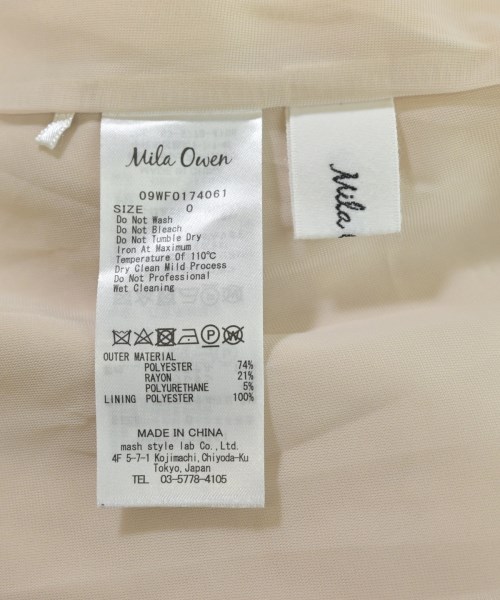 Mila Owen
09WF0174061
SIZE 0
Do Not Wash
Do Not Bleach
Do Not Tumble Dry
Iron At Maximum
Temperature Of 110℃
Dry Clean Mild Process
Do Not Professional
Wet Cleaning
OUTER MATERIAL
POLYESTER 74%
RAYON 21%
POLYURETHANE 5%
LINING POLYESTER 100%
MADE IN CHINA
mash style lab Co., Ltd.
4F 5-7-1 Kojimachi, Chiyoda-Ku
Tokyo, Japan
TEL 03-5778-4105
Mila O